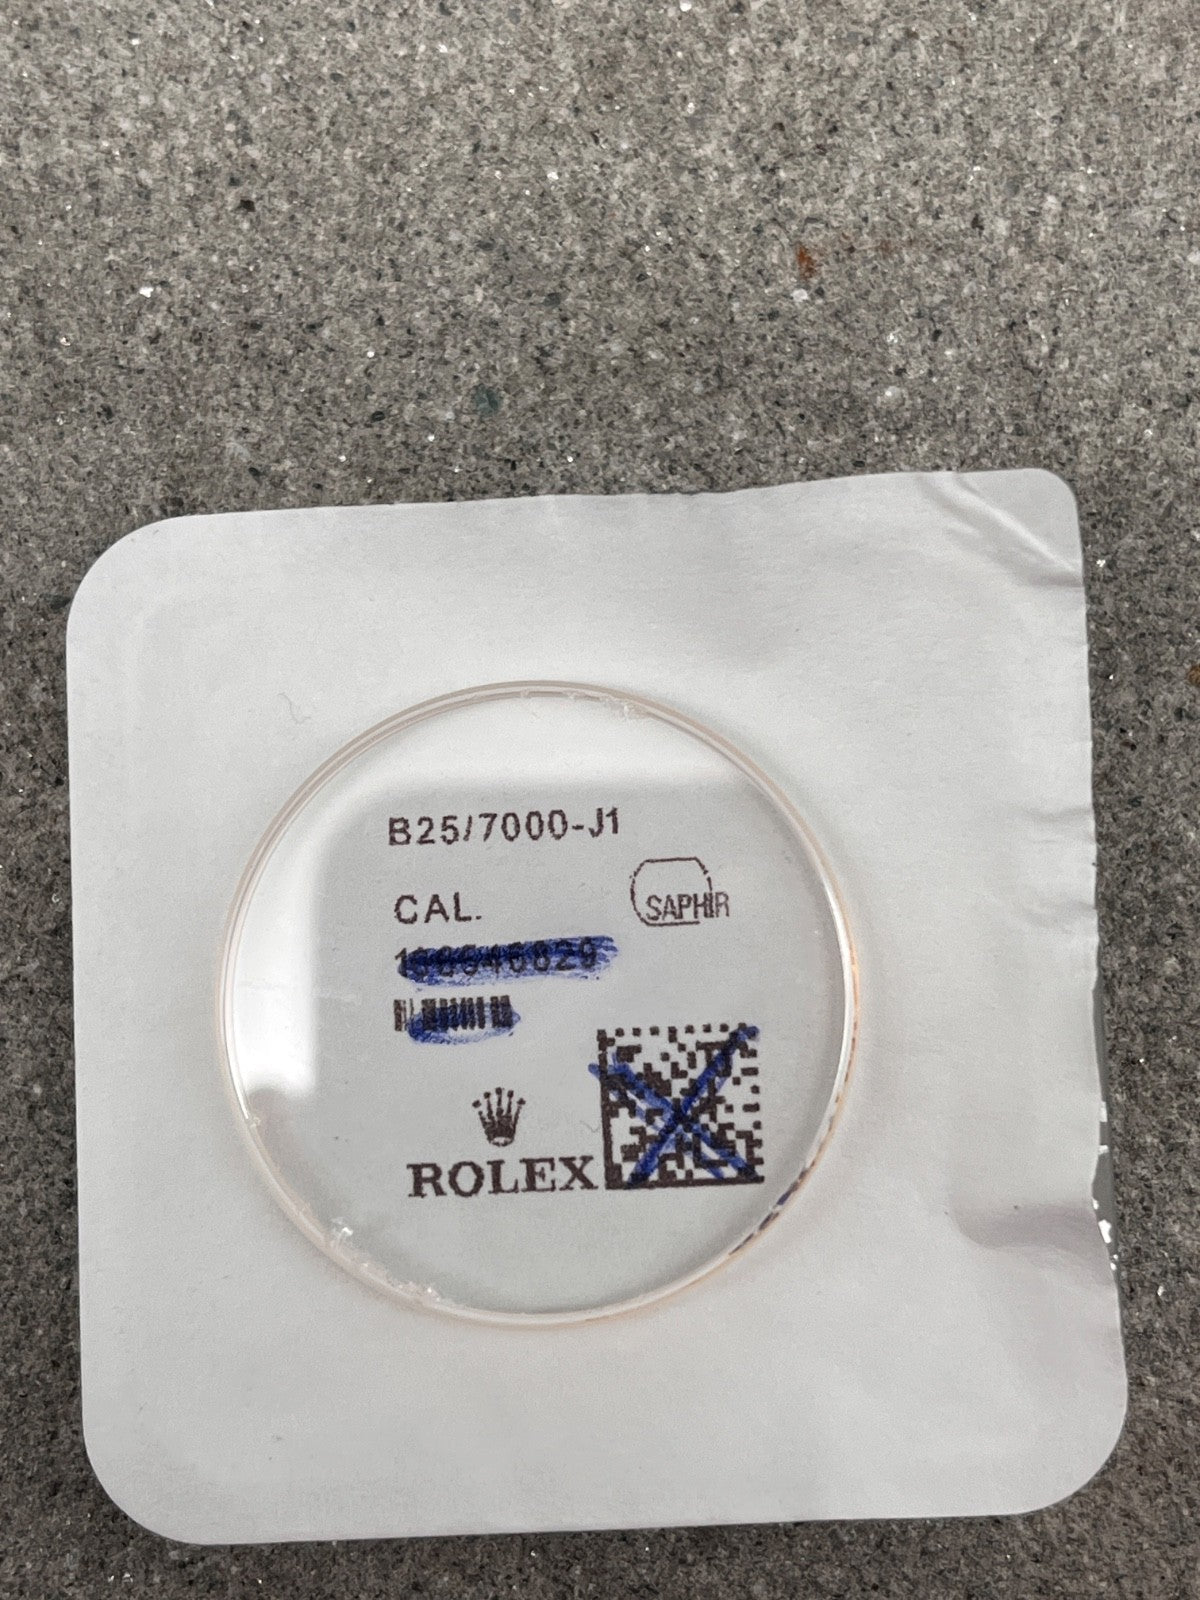 B25/7000-J1
CAL.
SAPHIR
ROLEX